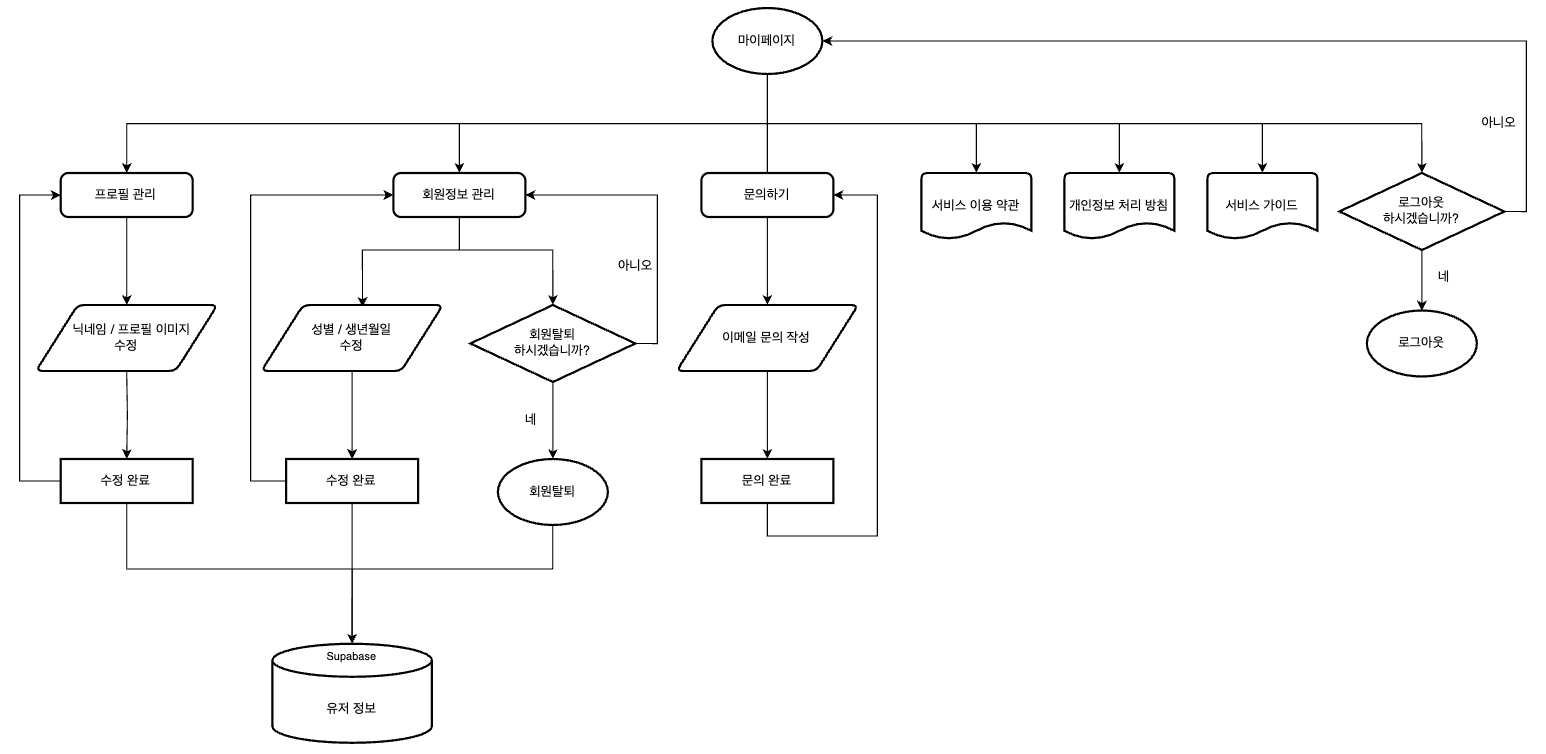 마이페이지
아니오
프로필 관리
회원정보 관리
문의하기
서비스 이용 약관
개인정보 처리 방침
서비스 가이드
로그아웃
하시겠습니까?
아니오
네
닉네임 / 프로필 이미지
수정
성별 / 생년월일
수정
회원탈퇴
하시겠습니까?
이메일 문의 작성
로그아웃
네
수정 완료
수정 완료
회원탈퇴
문의 완료
Supabase
유저 정보